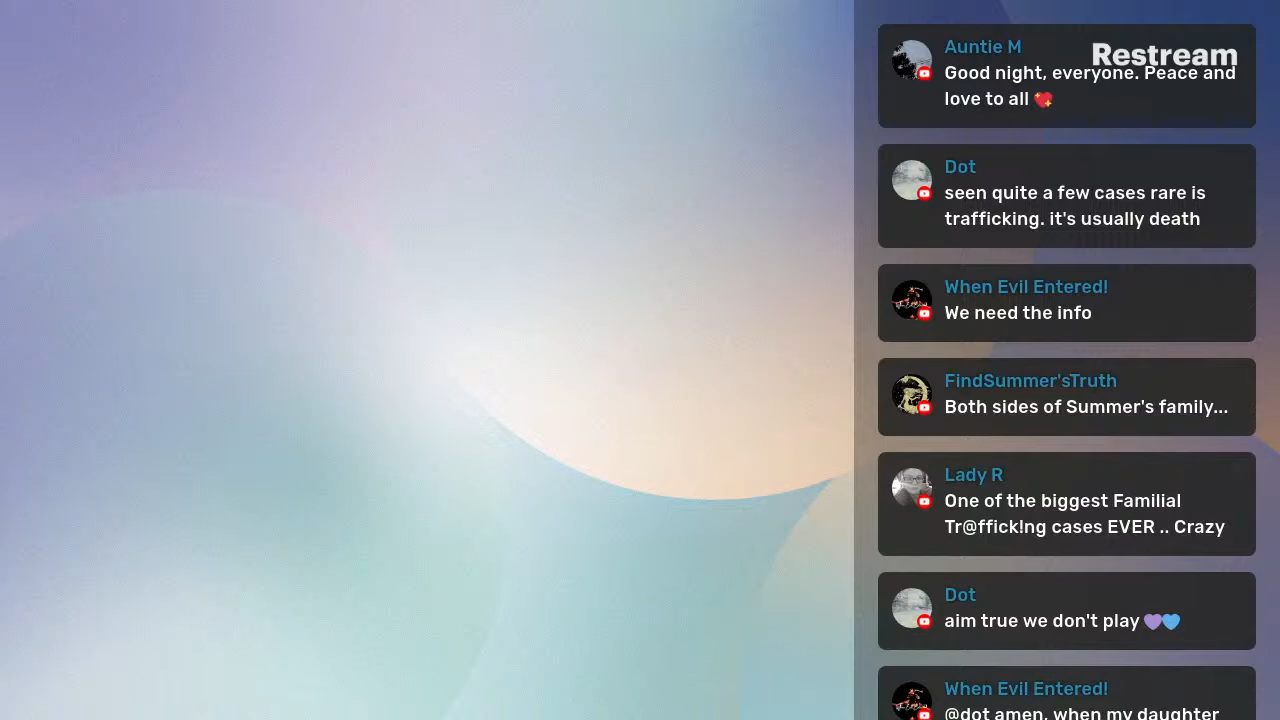 Restream
Auntie M
Good night, everyone. Peace and
love to all 💖
Dot
seen quite a few cases rare is
trafficking. it's usually death
When Evil Entered!
We need the info
FindSummer'sTruth
Both sides of Summer's family...
Lady R
One of the biggest Familial
Tr@ffick!ng cases EVER .. Crazy
Dot
aim true we don't play 💜💙
When Evil Entered!
@dot amen, when my daughter